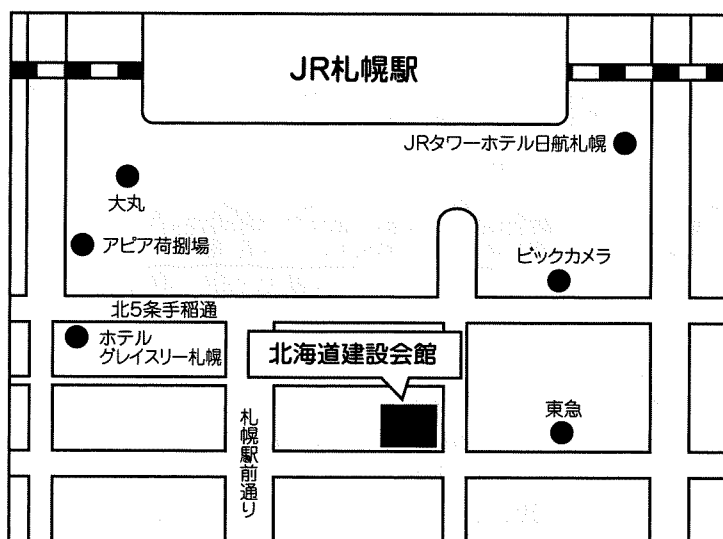 JR札幌駅
JRタワーホテル日航札幌
大丸
アピア荷捌場
ビックカメラ
北5条手稲通
ホテル
グレイスリー札幌
北海道建設会館
東急
札幌駅前通り